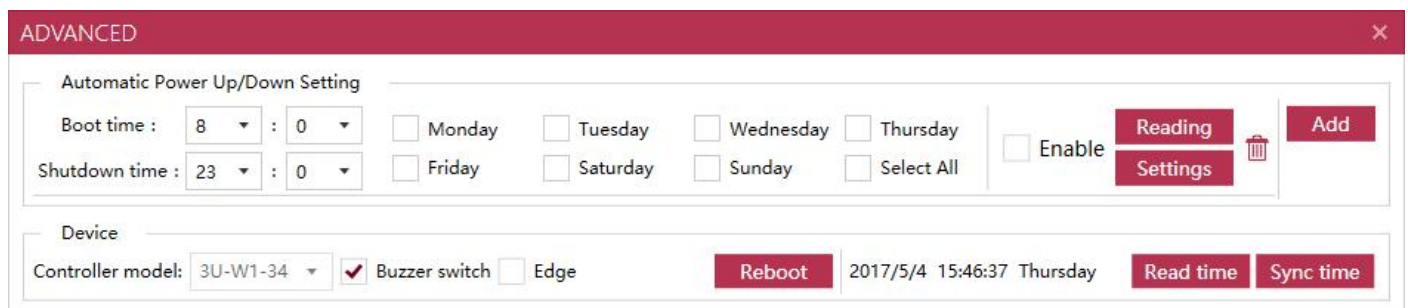 ADVANCED
Automatic Power Up/Down Setting
Boot time : 8 : 0 Monday Tuesday Wednesday Thursday Enable Reading Add
Shutdown time : 23 : 0 Friday Saturday Sunday Select All Settings
Device
Controller model: 3U-W1-34 Buzzer switch Edge Reboot 2017/5/4 15:46:37 Thursday Read time Sync time